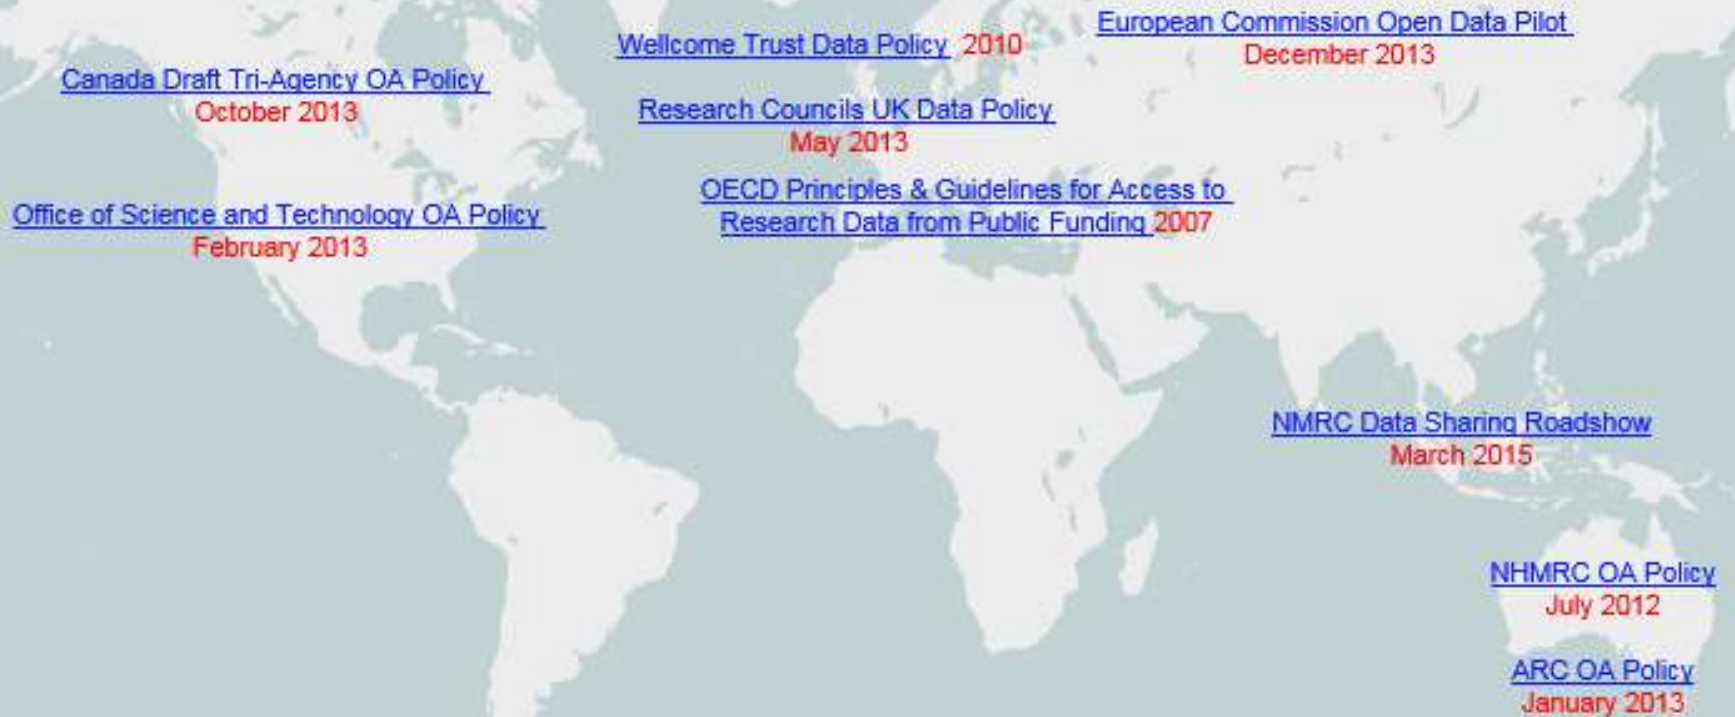 European Commission Open Data Pilot
December 2013
Wellcome Trust Data Policy 2010
Canada Draft Tri-Agency OA Policy
October 2013
Research Councils UK Data Policy
May 2013
OECD Principles & Guidelines for Access to
Research Data from Public Funding 2007
Office of Science and Technology OA Policy
February 2013
NMRC Data Sharing Roadshow
March 2015
NHMRC OA Policy
July 2012
ARC OA Policy
January 2013